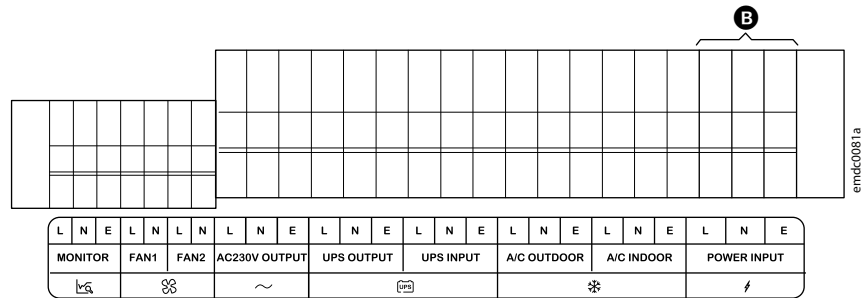 B
emdc0081a
L N E L N L N L N E L N E L N E L N E L N E L N E
MONITOR FAN1 FAN2 AC230V OUTPUT UPS OUTPUT UPS INPUT A/C OUTDOOR A/C INDOOR POWER INPUT
UPS